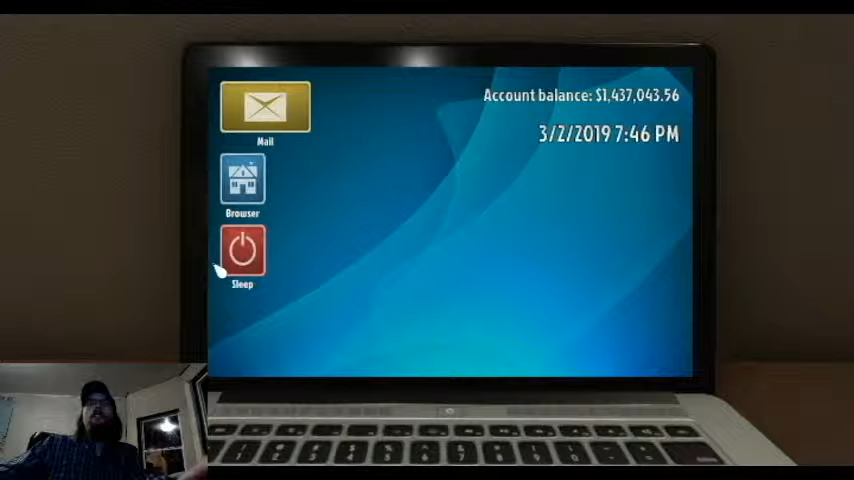 Account balance: $1,437,043.56
Mail
3/2/2019 7:46 PM
Browser
Sleep